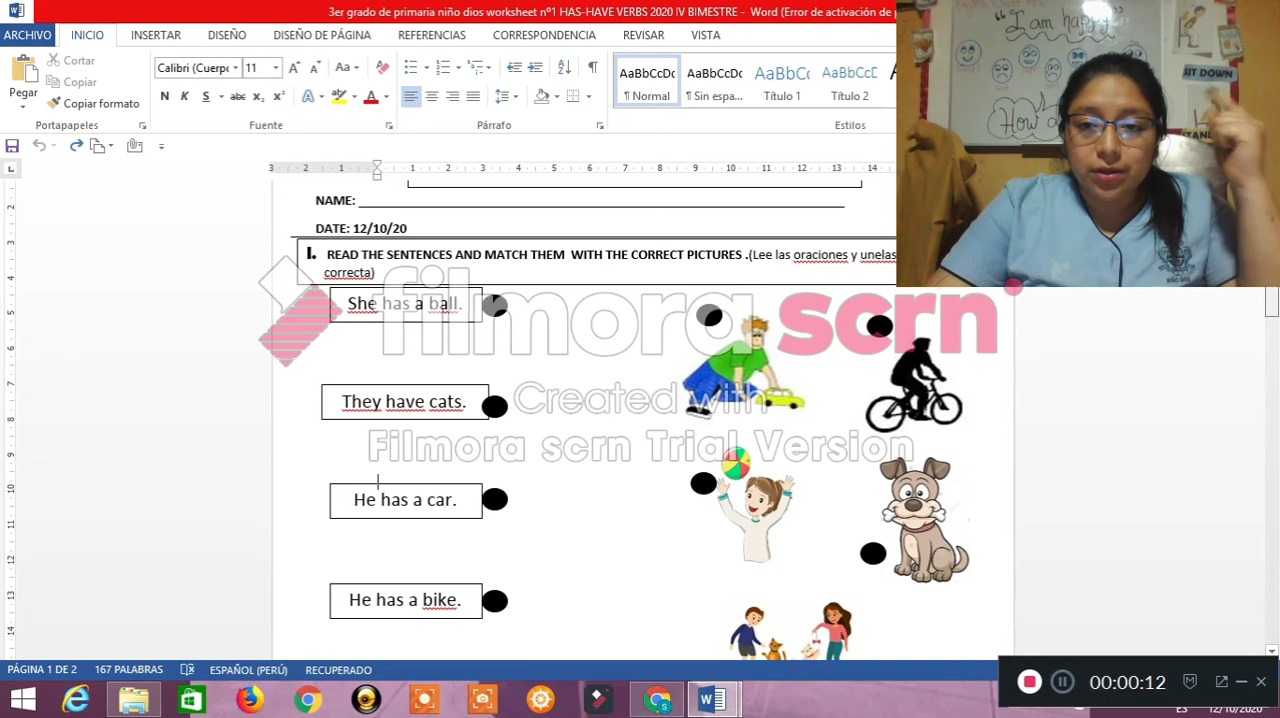 3er grado de primaria niño dios worksheet nº1 HAS-HAVE VERBS 2020 IV BIMESTRE - Word (Error de activación de
ARCHIVO INICIO INSERTAR DISEÑO DISEÑO DE PÁGINA REFERENCIAS CORRESPONDENCIA REVISAR VISTA
Cortar
Copiar
Copiar formato
Pegar
Calibri (Cuerpo 11
AaBbCcDc AaBbCcDc AaBbCc AaBbCcD
¶ Normal ¶ Sin espa... Título 1 Título 2
Portapapeles Fuente Párrafo Estilos
"I am happy"
SIT DOWN
NAME:
DATE: 12/10/20
I. READ THE SENTENCES AND MATCH THEM WITH THE CORRECT PICTURES .(Lee las oraciones y unelas
correcta)
She has a ball.
They have cats.
He has a car.
He has a bike.
filmora scrn
Created with
Filmora scrn Trial Version
PÁGINA 1 DE 2 167 PALABRAS ESPAÑOL (PERÚ) RECUPERADO
00:00:12
ES 12/10/2020